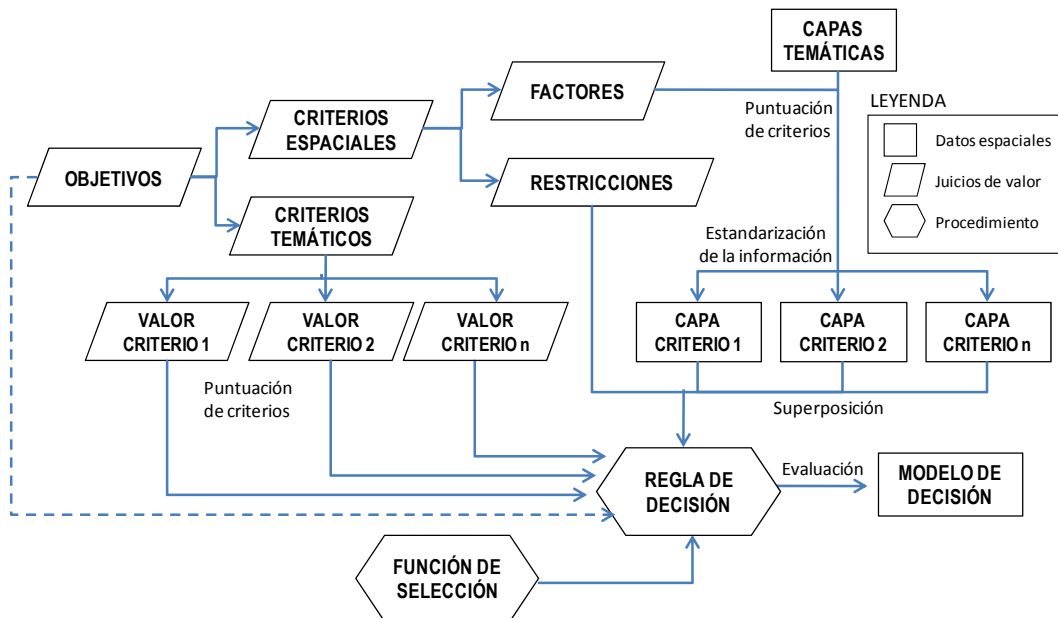 CAPAS
TEMÁTICAS
FACTORES
Puntuación
de criterios
LEYENDA
Datos espaciales
Juicios de valor
Procedimiento
CRITERIOS
ESPACIALES
OBJETIVOS
RESTRICCIONES
CRITERIOS
TEMÁTICOS
Estandarización
de la información
VALOR
CRITERIO 1
VALOR
CRITERIO 2
VALOR
CRITERIO n
CAPA
CRITERIO 1
CAPA
CRITERIO 2
CAPA
CRITERIO n
Puntuación
de criterios
Superposición
REGLA DE
DECISIÓN
Evaluación
MODELO DE
DECISIÓN
FUNCIÓN DE
SELECCIÓN